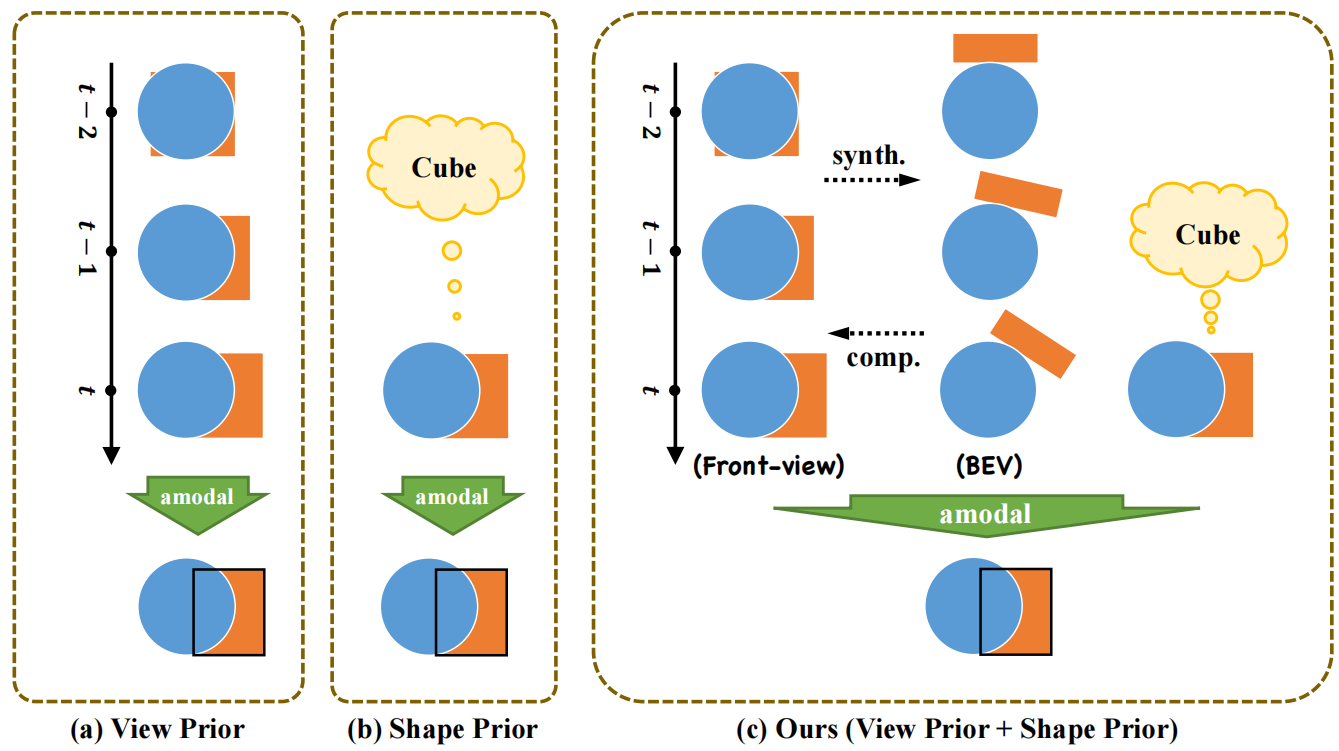 t − 2
t − 1
t
amodal
(a) View Prior
Cube
amodal
(b) Shape Prior
t − 2
t − 1
t
synth.
comp.
Cube
(Front-view)
(BEV)
amodal
(c) Ours (View Prior + Shape Prior)